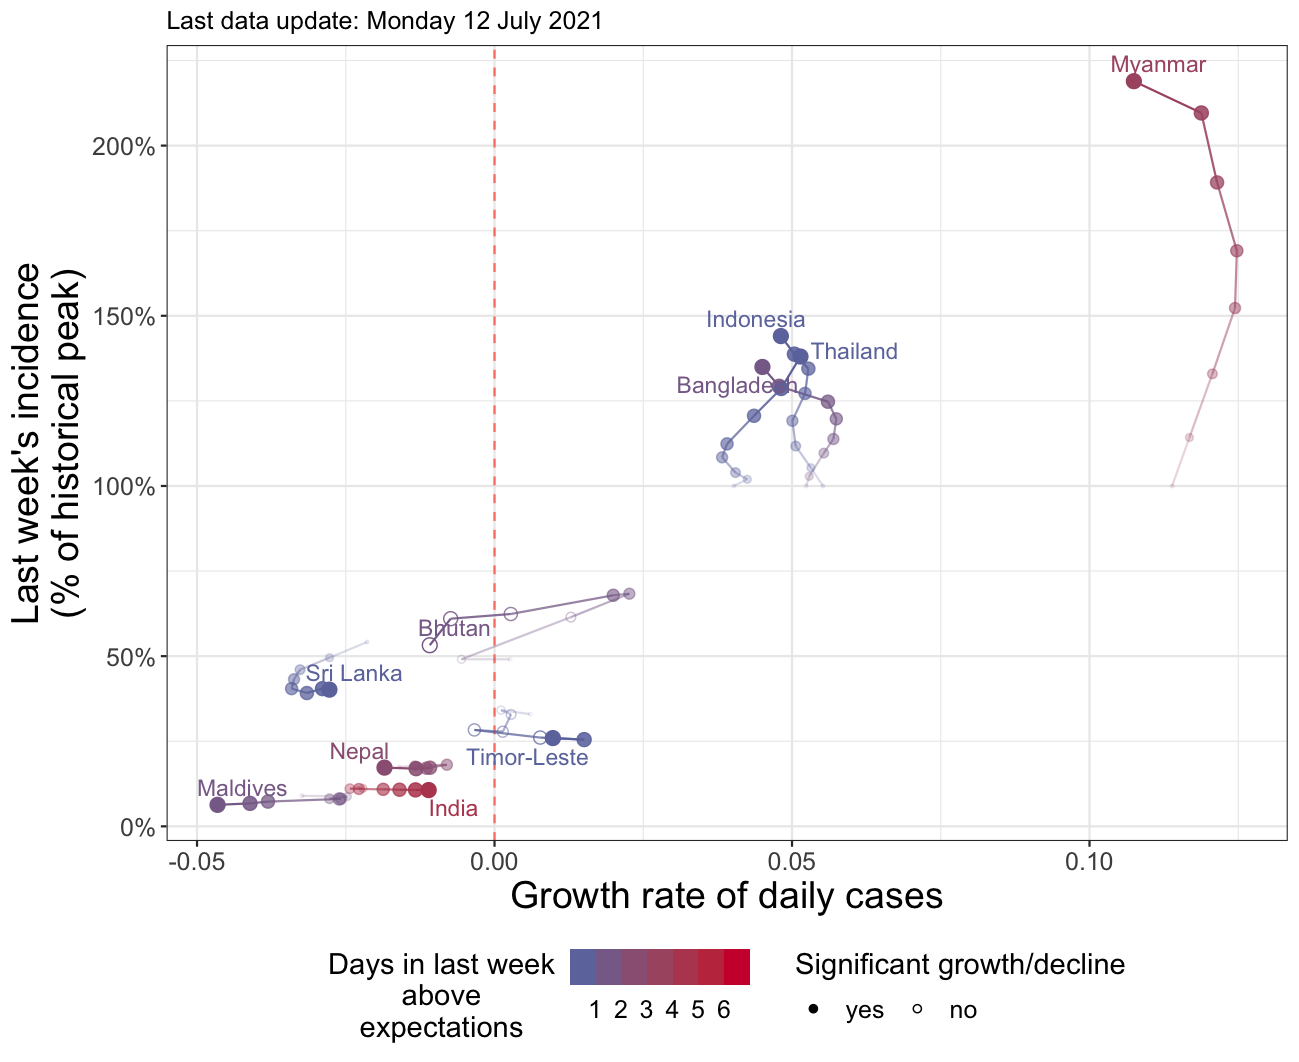 Last data update: Monday 12 July 2021
Last week's incidence
(% of historical peak)
200%
150%
100%
50%
0%
Myanmar
Indonesia
Thailand
Bangladesh
Bhutan
Sri Lanka
Timor-Leste
Nepal
Maldives
India
-0.05 0.00 0.05 0.10
Growth rate of daily cases
Days in last week
above
expectations
1 2 3 4 5 6
Significant growth/decline
yes no